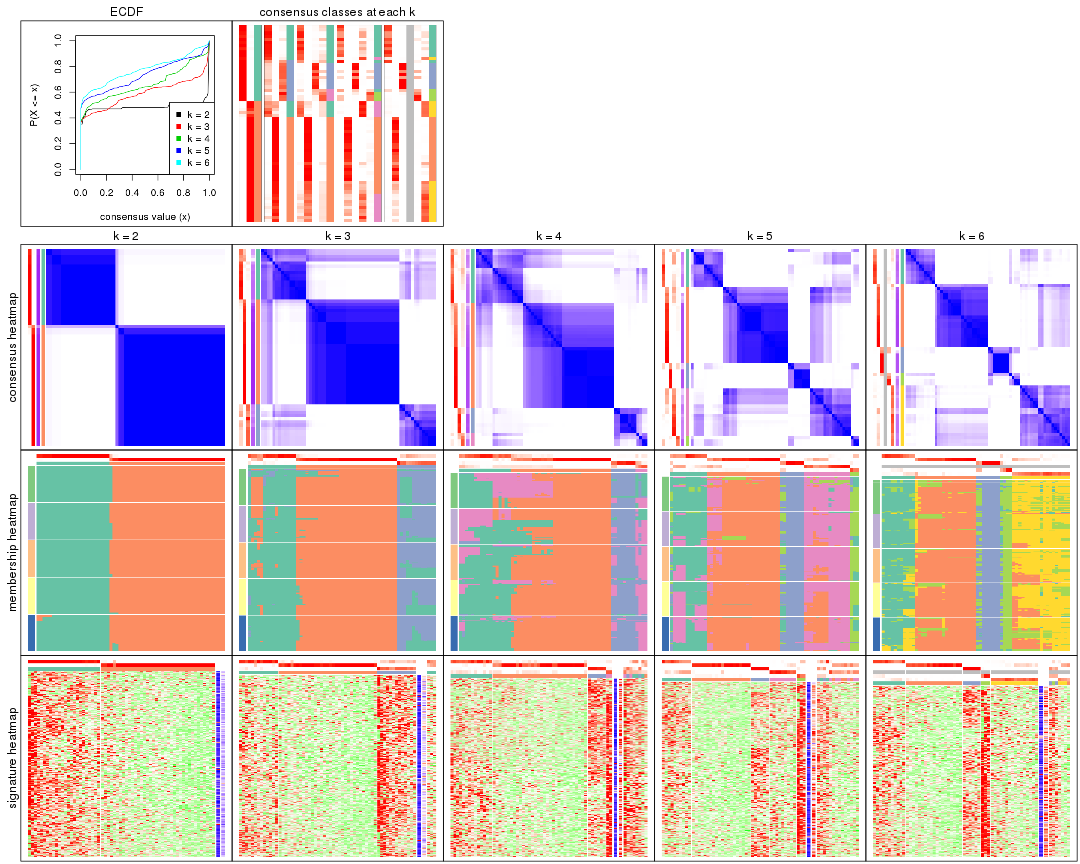 ECDF
consensus classes at each k
P(X <= x)
1.0
0.8
0.6
0.4
0.2
0.0
k = 2
k = 3
k = 4
k = 5
k = 6
0.0 0.2 0.4 0.6 0.8 1.0
consensus value (x)
k = 2
k = 3
k = 4
k = 5
k = 6
consensus heatmap
membership heatmap
signature heatmap